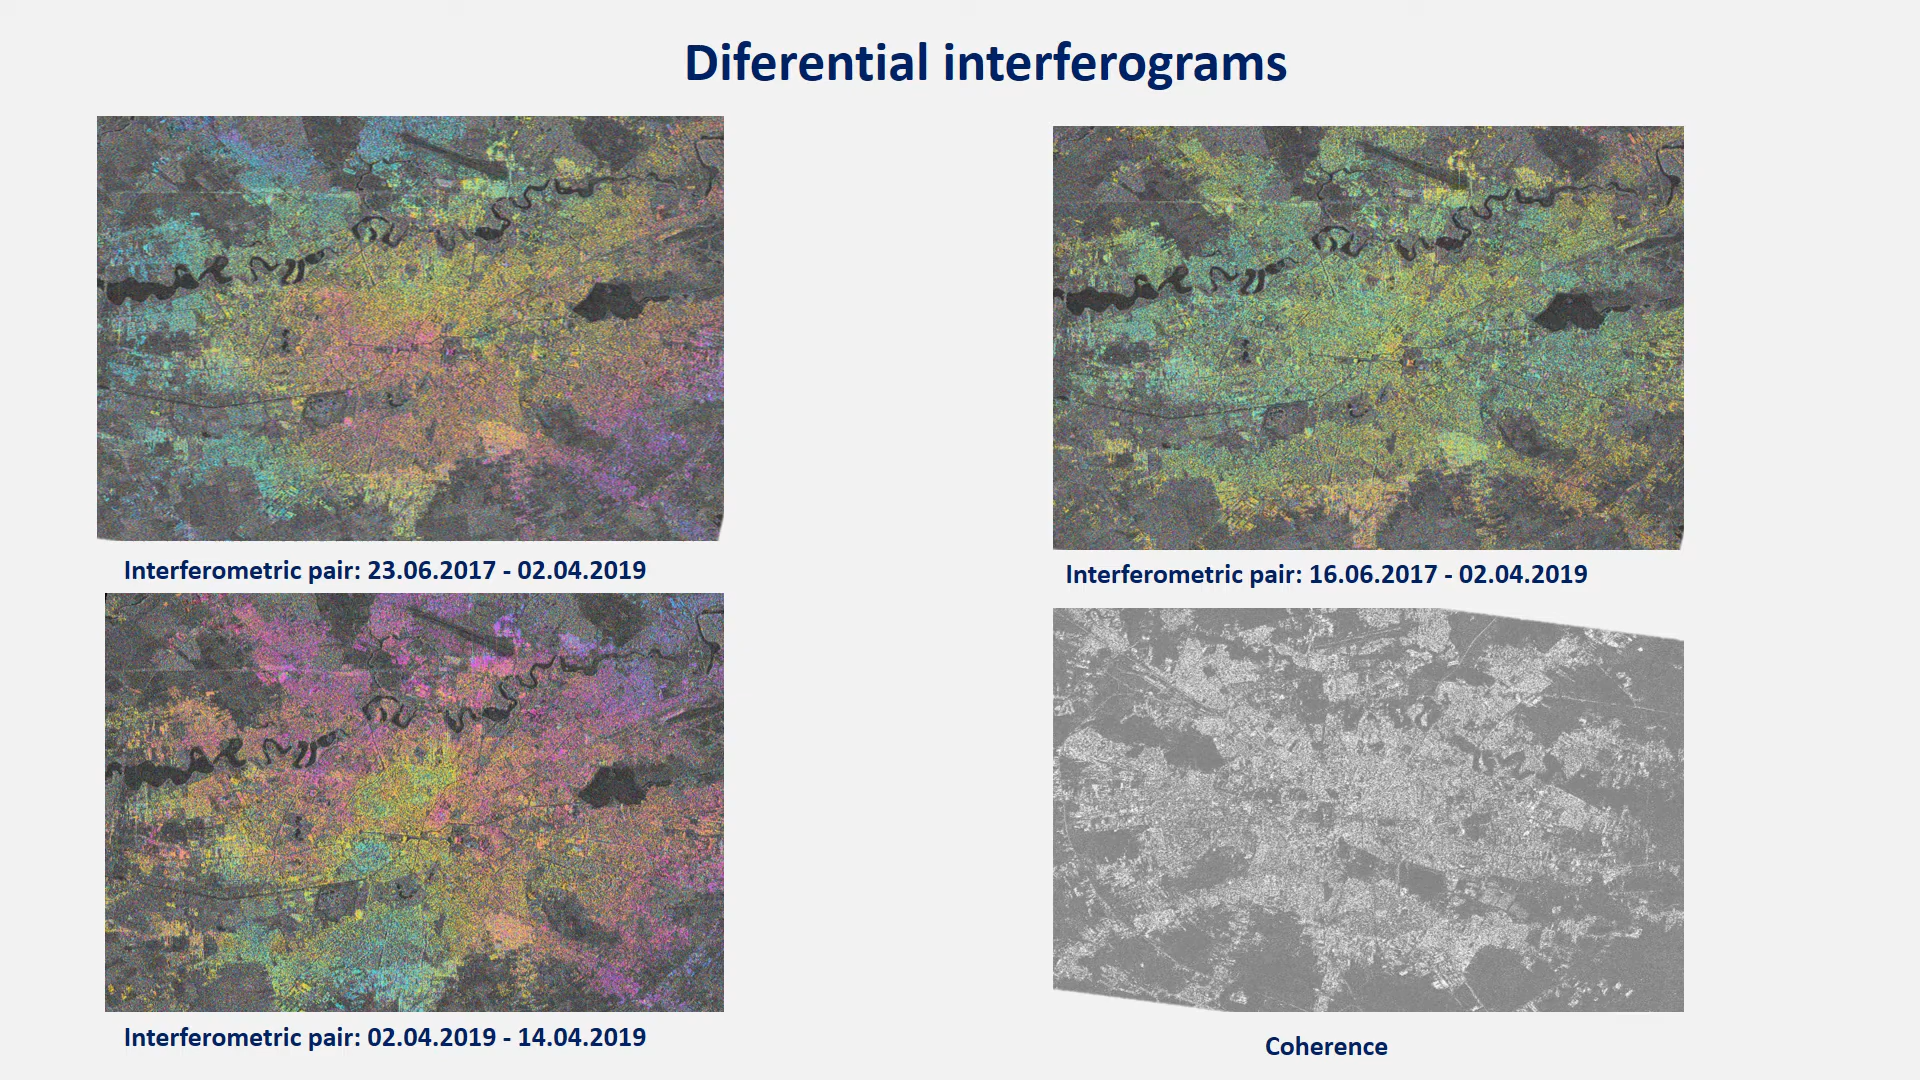 Diferential interferograms
Interferometric pair: 23.06.2017 - 02.04.2019
Interferometric pair: 16.06.2017 - 02.04.2019
Interferometric pair: 02.04.2019 - 14.04.2019
Coherence